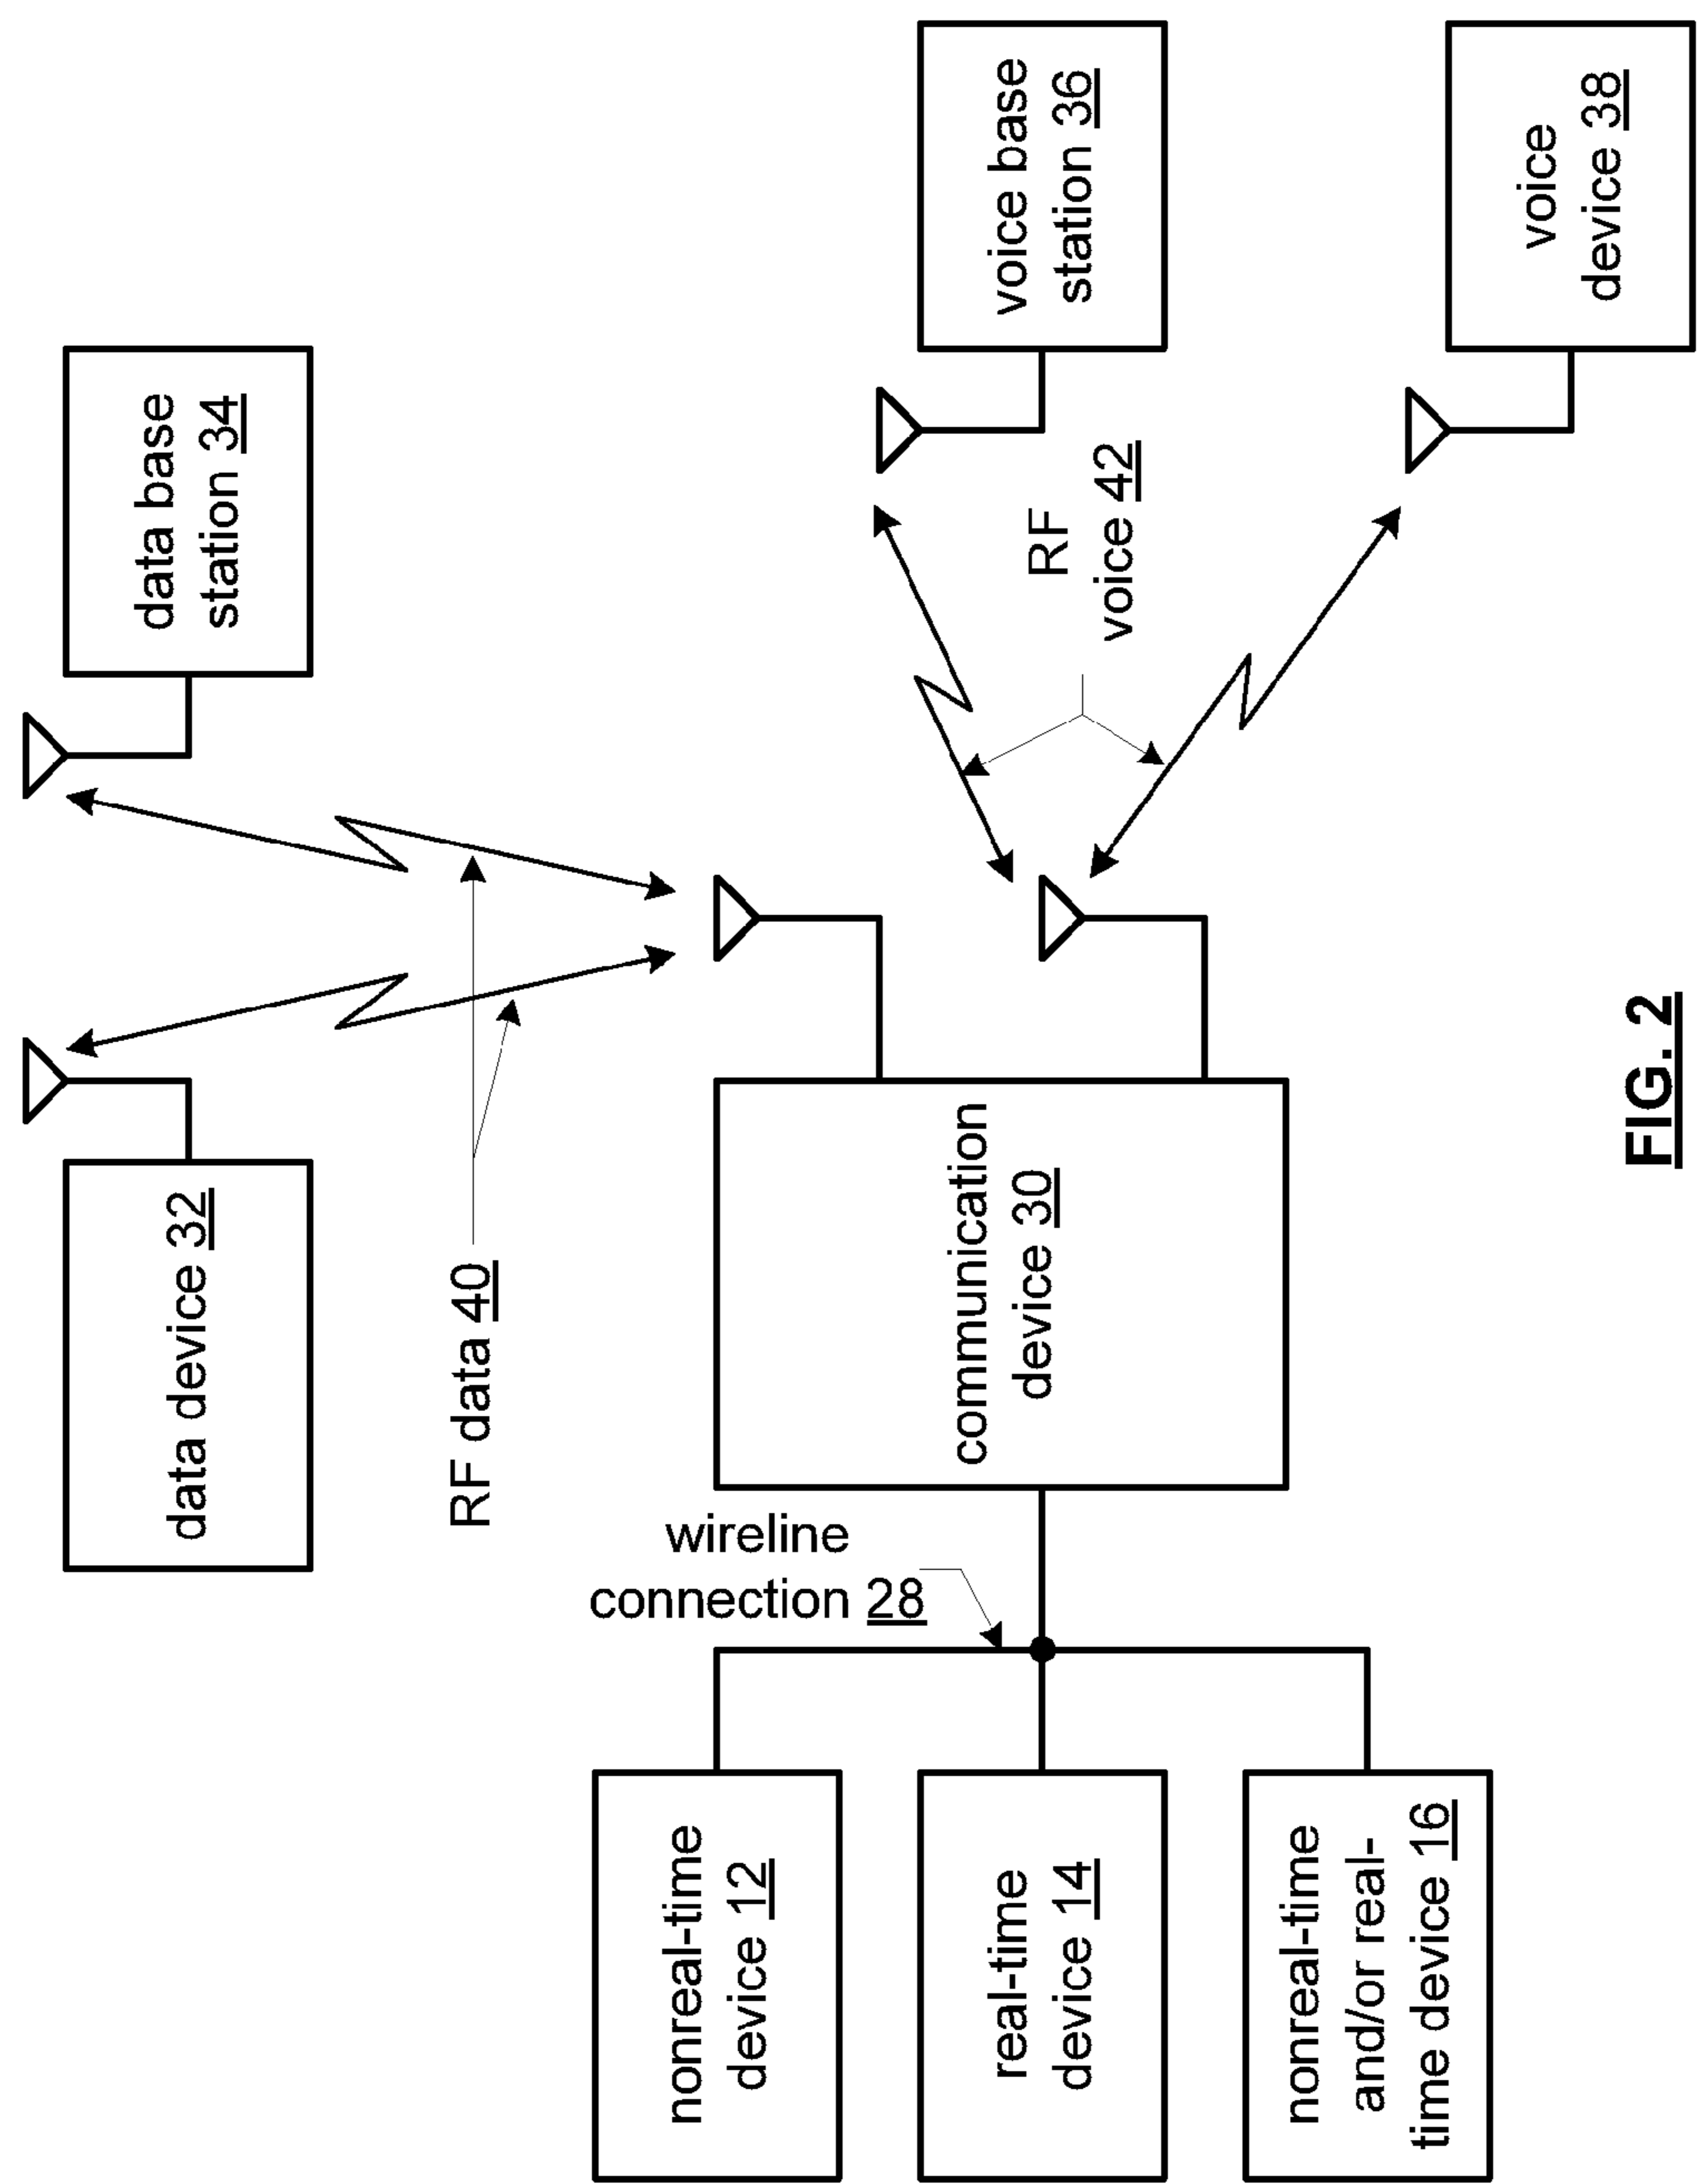 data device 32
data base
station 34
RF data 40
wireline
connection 28
nonreal-time
device 12
communication
device 30
voice base
station 36
RF
voice 42
real-time
device 14
nonreal-time
and/or real-
time device 16
voice
device 38
FIG. 2